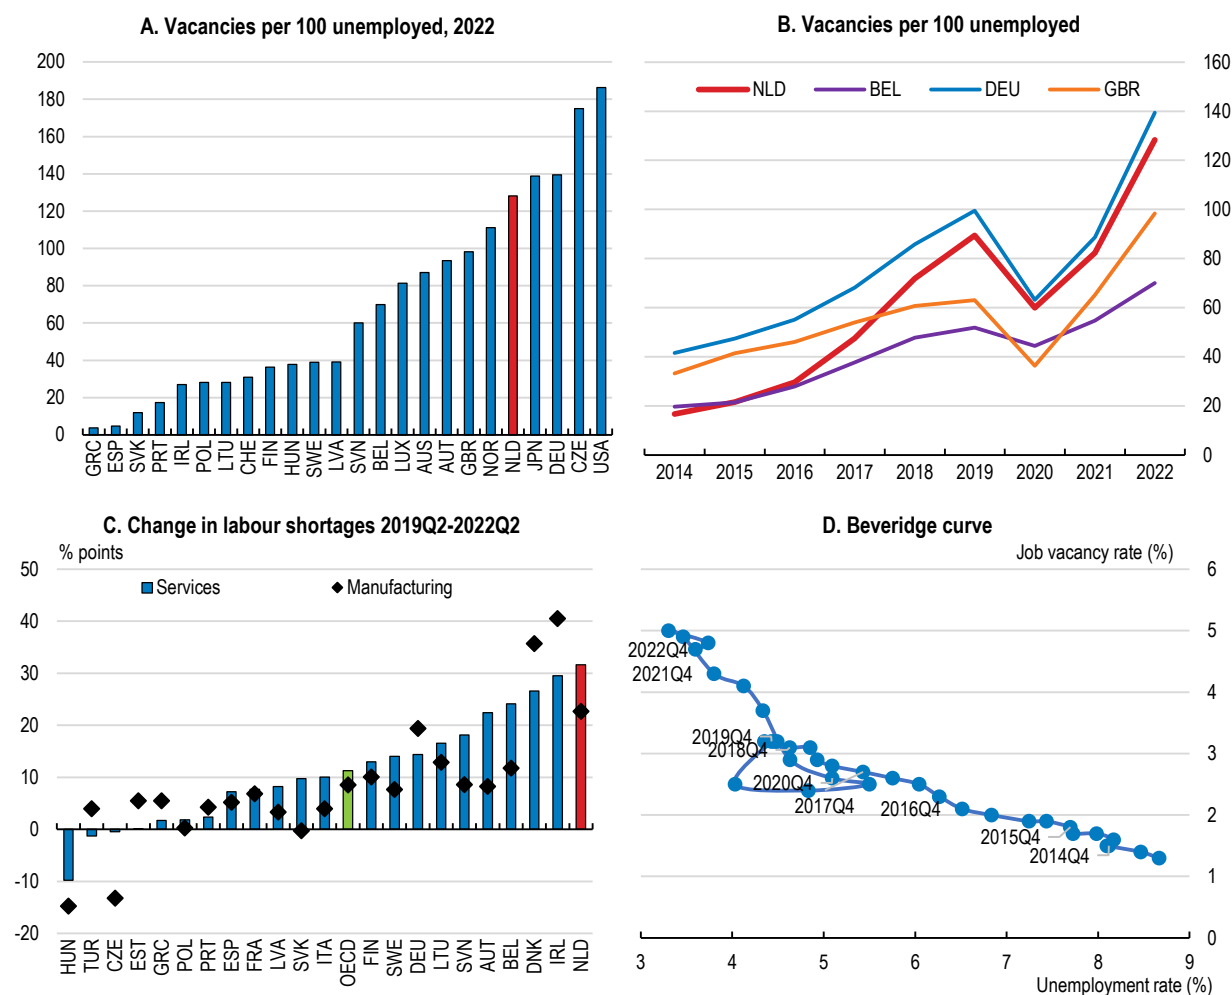 A. Vacancies per 100 unemployed, 2022
200
180
160
140
120
100
80
60
40
20
0
GRC
ESP
SVK
PRT
IRL
POL
LTU
CHE
FIN
HUN
SWE
LVA
SVN
BEL
LUX
AUS
AUT
GBR
NOR
NLD
JPN
DEU
CZE
USA
B. Vacancies per 100 unemployed
NLD BEL DEU GBR
160
140
120
100
80
60
40
20
0
2014 2015 2016 2017 2018 2019 2020 2021 2022
C. Change in labour shortages 2019Q2-2022Q2
% points
Services Manufacturing
50
40
30
20
10
0
-10
-20
HUN
TUR
CZE
EST
GRC
POL
PRT
ESP
FRA
LVA
SVK
ITA
OECD
FIN
SWE
DEU
LTU
SVN
AUT
BEL
DNK
IRL
NLD
D. Beveridge curve
Job vacancy rate (%)
6
5
4
3
2
1
0
2022Q4
2021Q4
2019Q4
2018Q4
2020Q4
2017Q4
2016Q4
2015Q4
2014Q4
3 4 5 6 7 8 9
Unemployment rate (%)